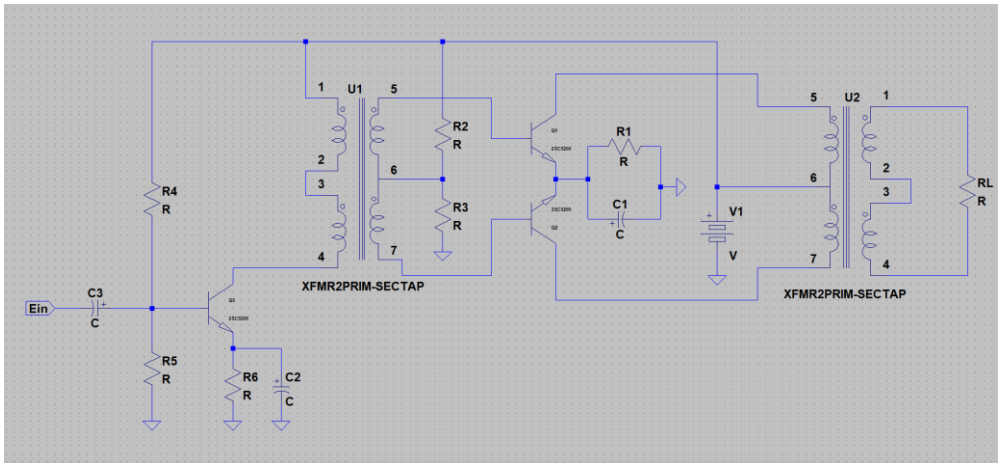 1
U1
5
R2
R
2
6
3
R3
R
4
7
XFMR2PRIM-SECTAP
R4
R
Ein
C3
+
C
Q3
2SC5200
R5
R
R6
R
+
C2
C
Q1
2SC5200
2SC5200
Q2
R1
R
C1
+
C
+
V1
V
5
U2
1
6
2
3
7
4
XFMR2PRIM-SECTAP
RL
R